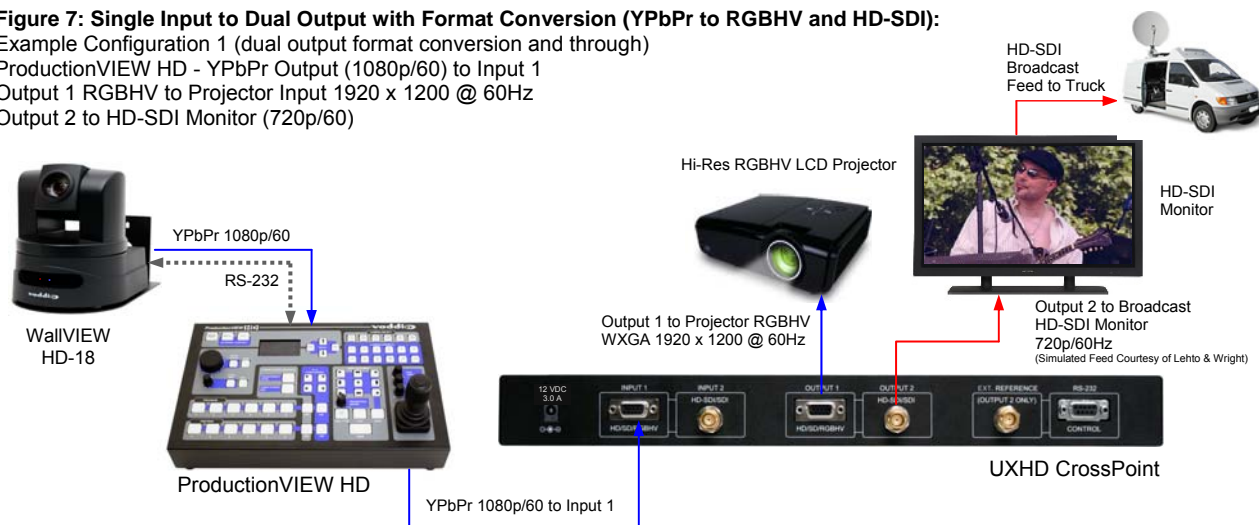 Figure 7: Single Input to Dual Output with Format Conversion (YPbPr to RGBHV and HD-SDI):
Example Configuration 1 (dual output format conversion and through)
ProductionVIEW HD - YPbPr Output (1080p/60) to Input 1
Output 1 RGBHV to Projector Input 1920 x 1200 @ 60Hz
Output 2 to HD-SDI Monitor (720p/60)
HD-SDI
Broadcast
Feed to Truck
Hi-Res RGBHV LCD Projector
HD-SDI
Monitor
YPbPr 1080p/60
RS-232
WallVIEW
HD-18
Output 1 to Projector RGBHV
WXGA 1920 x 1200 @ 60Hz
Output 2 to Broadcast
HD-SDI Monitor
720p/60Hz
(Simulated Feed Courtesy of Lehto & Wright)
ProductionVIEW HD
vaddio
12 VDC
3.0 A
INPUT 1
HD/SD/RGBHV
INPUT 2
HD-SDI/SDI
OUTPUT 1
HD/SD/RGBHV
OUTPUT 2
HD-SDI/SDI
EXT. REFERENCE
(OUTPUT 2 ONLY)
RS-232
CONTROL
UXHD CrossPoint
ProductionVIEW HD
YPbPr 1080p/60 to Input 1